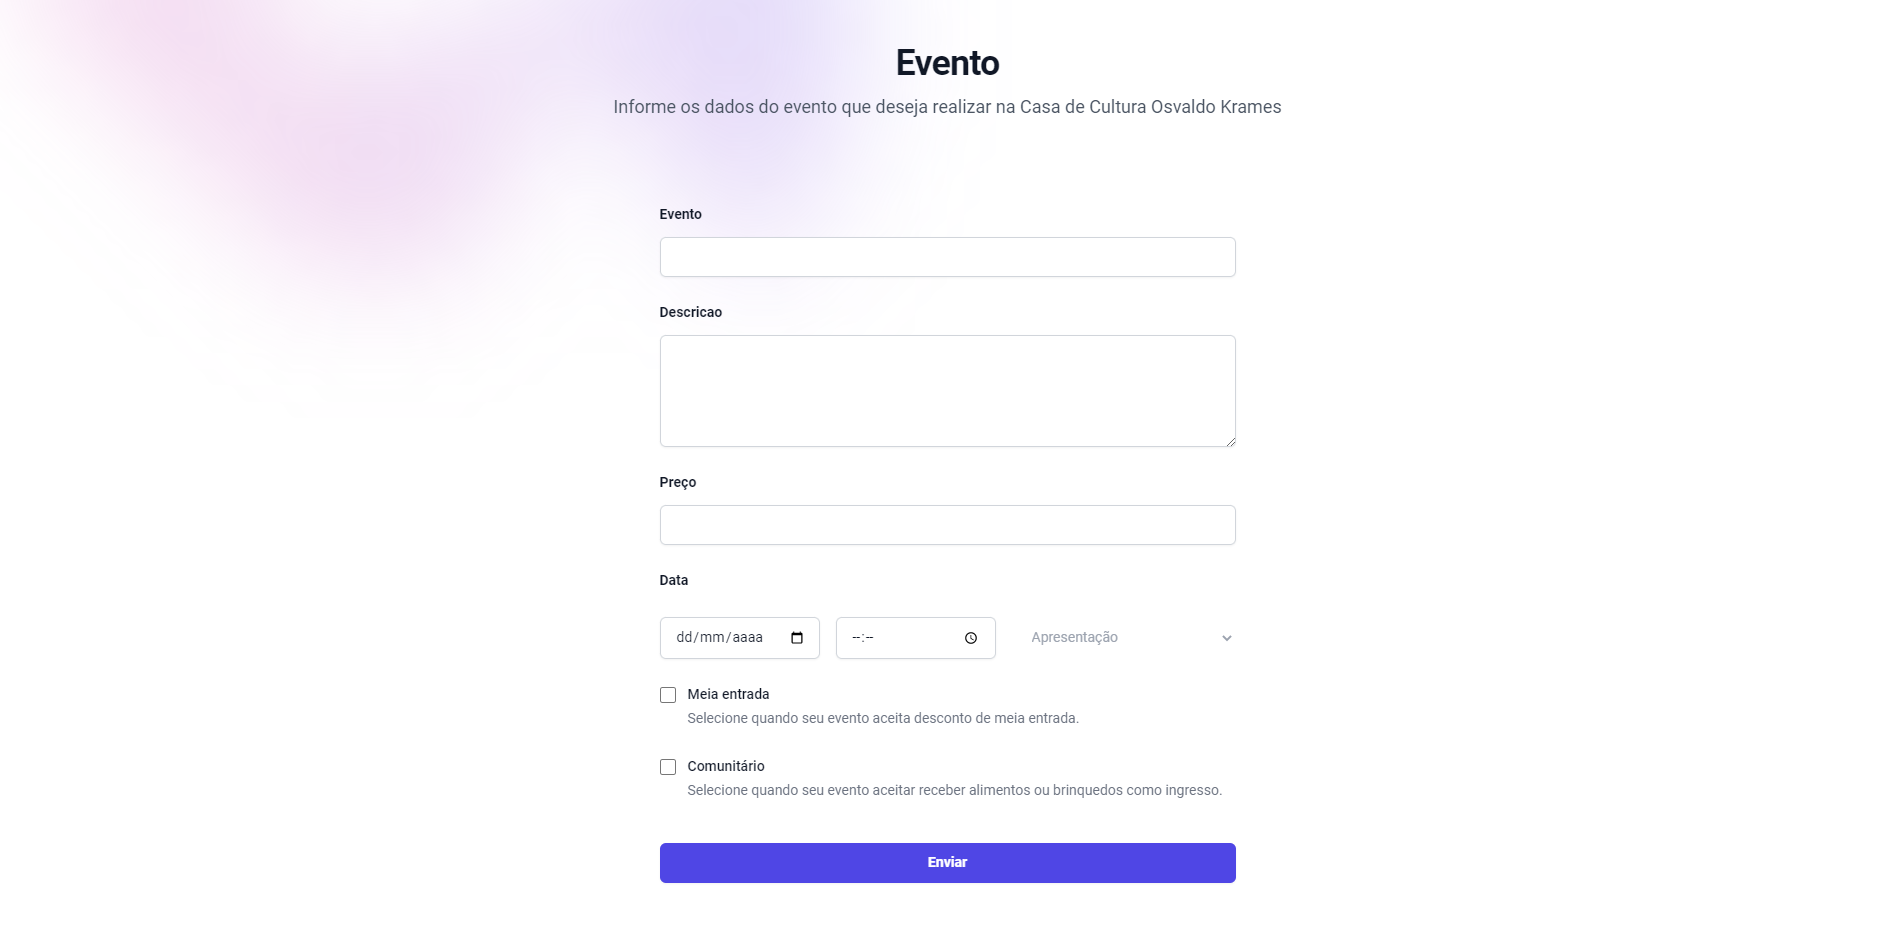 Evento
Informe os dados do evento que deseja realizar na Casa de Cultura Osvaldo Krames
Evento
Descricao
Preço
Data
dd/mm/aaaa --:-- Apresentação
Meia entrada
Selecione quando seu evento aceita desconto de meia entrada.
Comunitário
Selecione quando seu evento aceitar receber alimentos ou brinquedos como ingresso.
Enviar